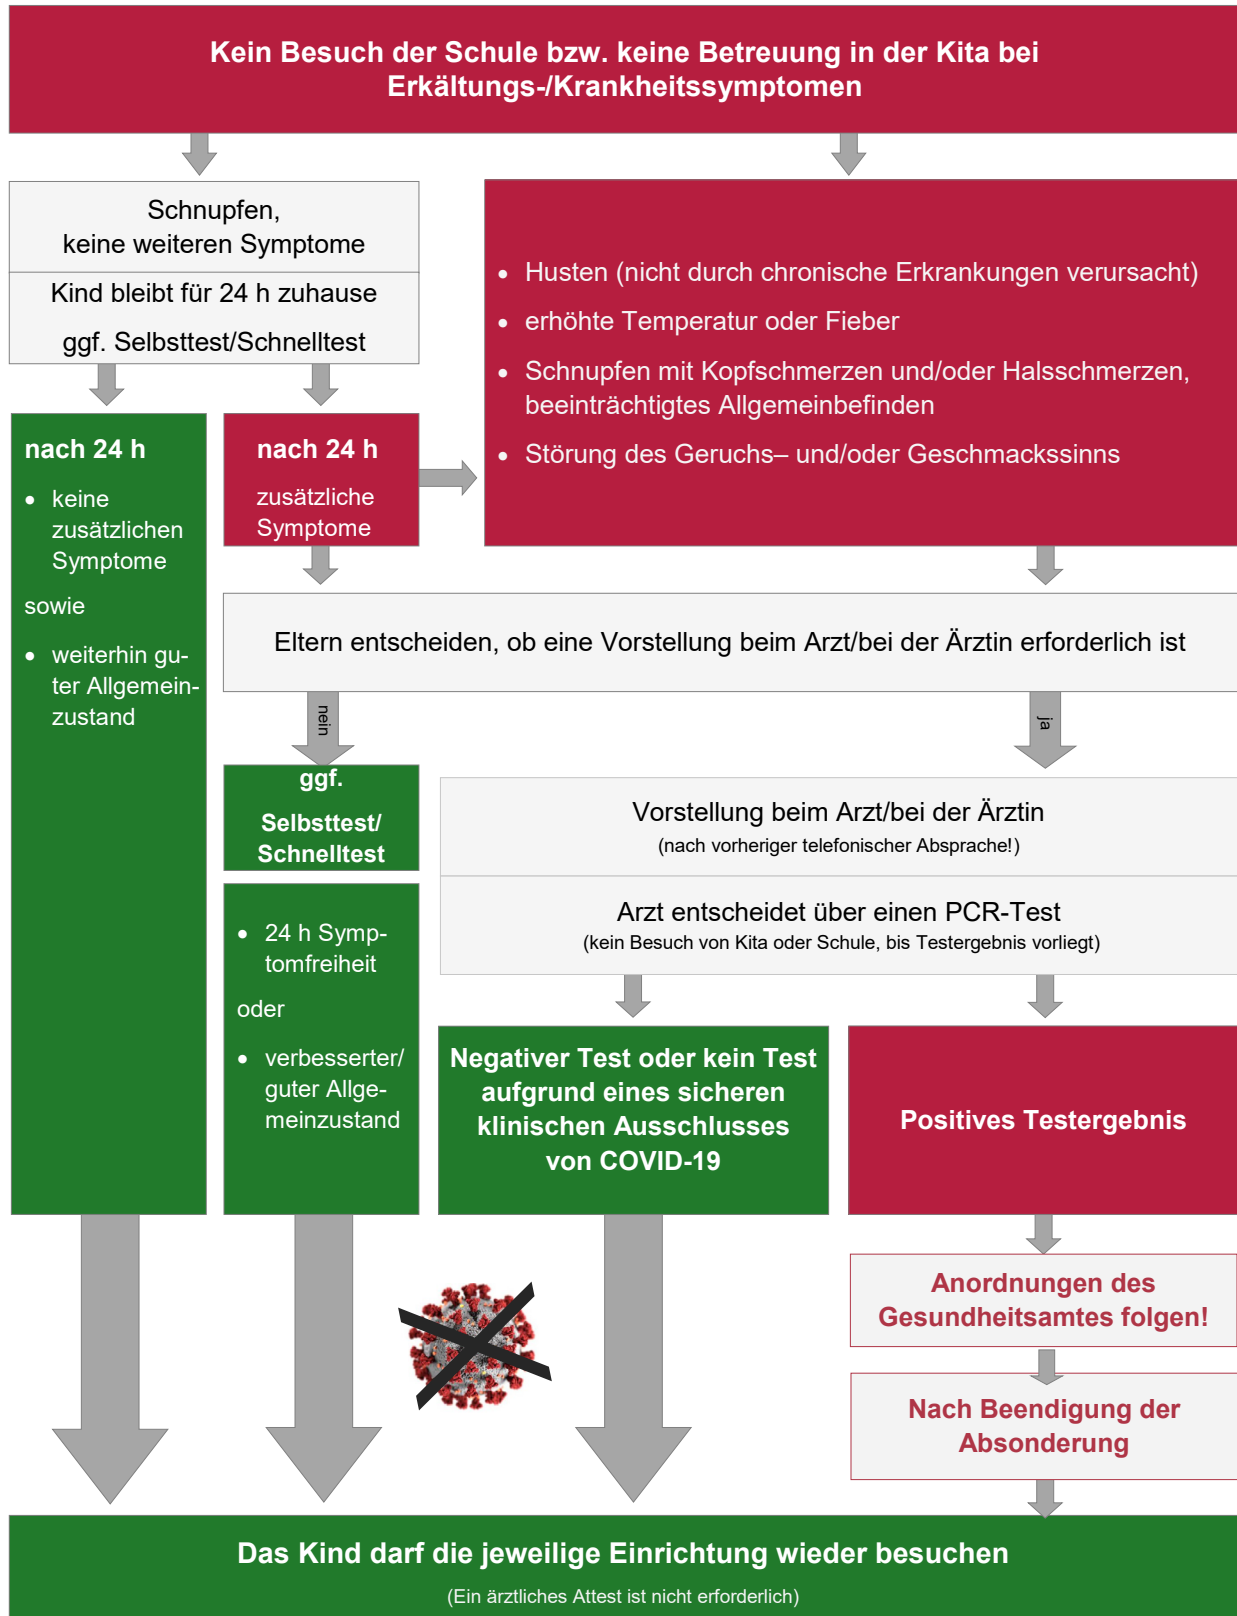 Kein Besuch der Schule bzw. keine Betreuung in der Kita bei
Erkältungs-/Krankheitssymptomen
Schnupfen,
keine weiteren Symptome
Kind bleibt für 24 h zuhause
ggf. Selbsttest/Schnelltest
• Husten (nicht durch chronische Erkrankungen verursacht)
• erhöhte Temperatur oder Fieber
• Schnupfen mit Kopfschmerzen und/oder Halsschmerzen,
beeinträchtigtes Allgemeinbefinden
• Störung des Geruchs– und/oder Geschmackssinns
nach 24 h
• keine
zusätzlichen
Symptome
sowie
• weiterhin gu-
ter Allgemein-
zustand
nach 24 h
zusätzliche
Symptome
Eltern entscheiden, ob eine Vorstellung beim Arzt/bei der Ärztin erforderlich ist
nein
ja
ggf.
Selbsttest/
Schnelltest
• 24 h Symp-
tomfreiheit
oder
• verbesserter/
guter Allge-
meinzustand
Vorstellung beim Arzt/bei der Ärztin
(nach vorheriger telefonischer Absprache!)
Arzt entscheidet über einen PCR-Test
(kein Besuch von Kita oder Schule, bis Testergebnis vorliegt)
Negativer Test oder kein Test
aufgrund eines sicheren
klinischen Ausschlusses
von COVID-19
Positives Testergebnis
Anordnungen des
Gesundheitsamtes folgen!
Nach Beendigung der
Absonderung
Das Kind darf die jeweilige Einrichtung wieder besuchen
(Ein ärztliches Attest ist nicht erforderlich)